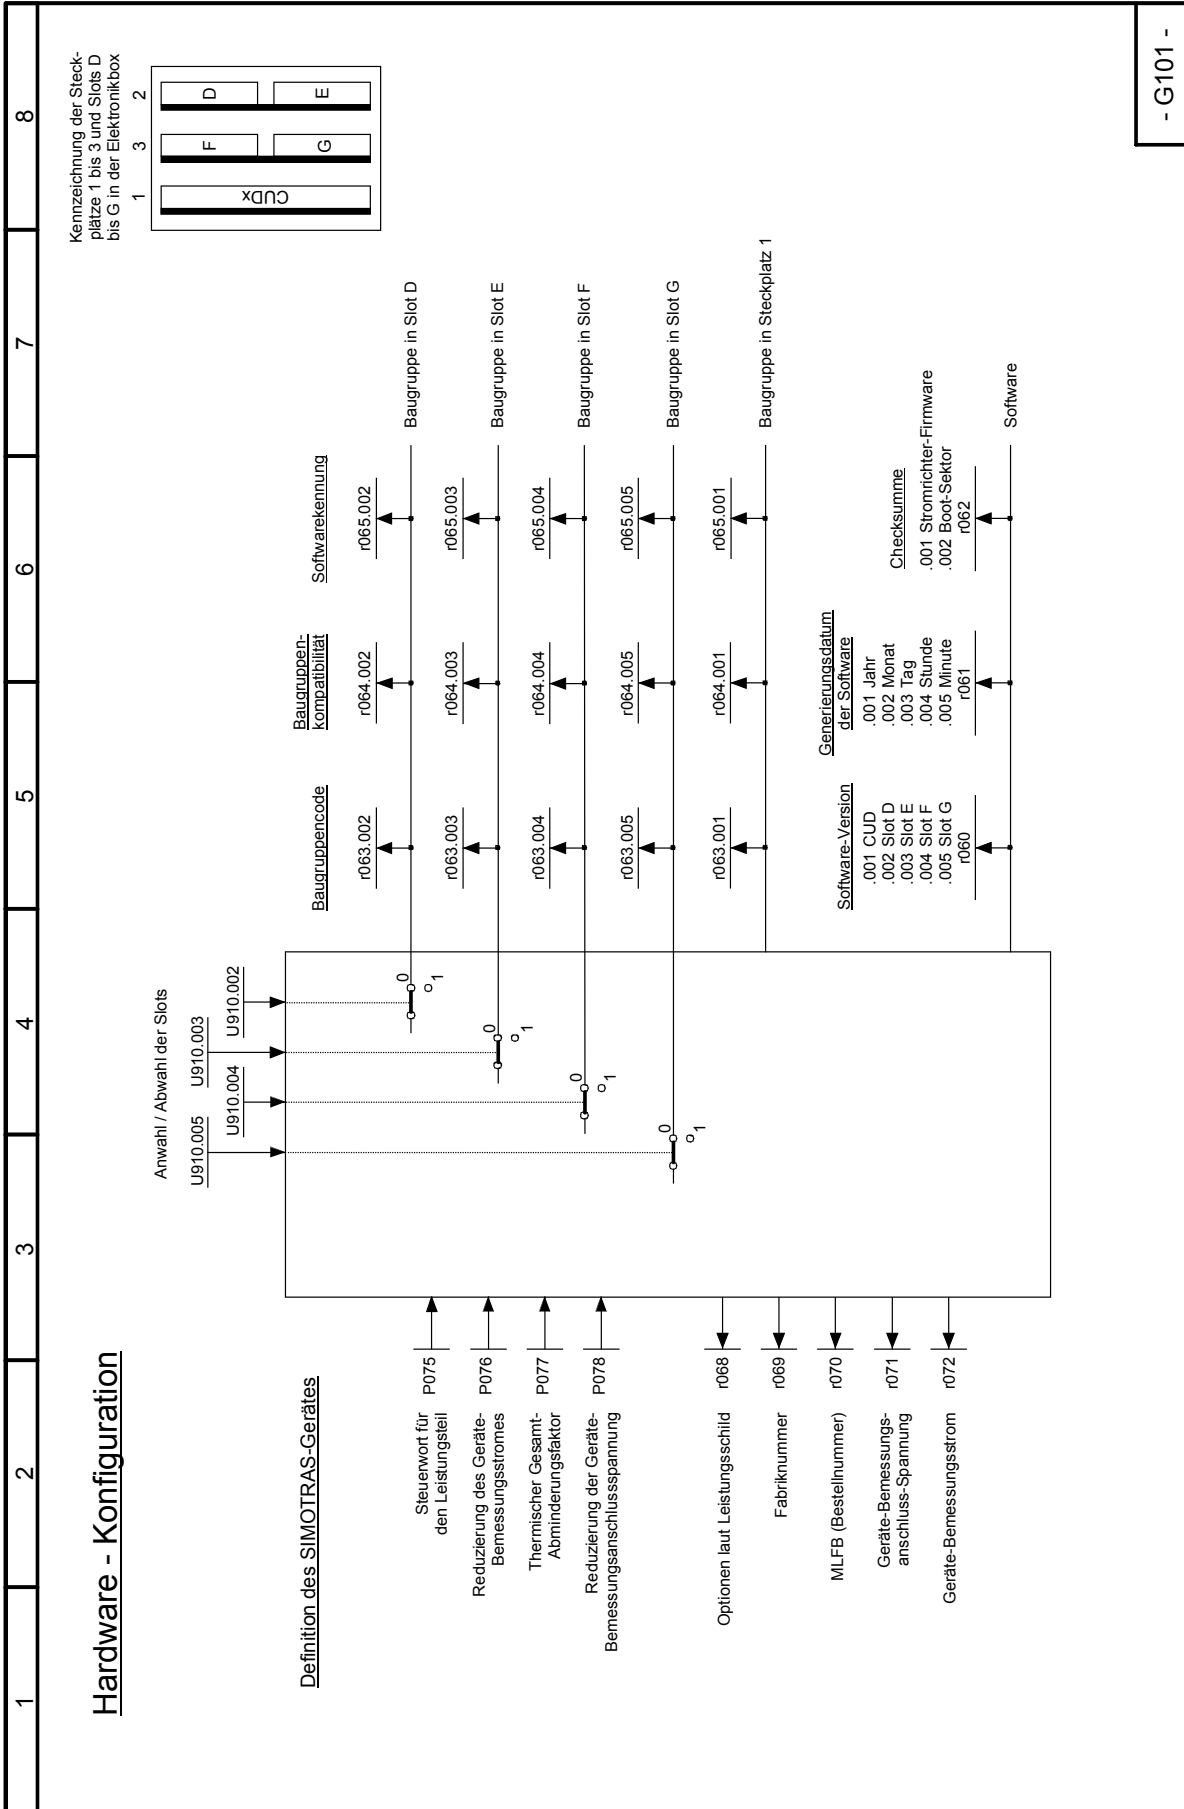 1
2
3
4
5
6
7
8
Hardware - Konfiguration
Kennzeichnung der Steck-
plätze 1 bis 3 und Slots D
bis G in der Elektronikbox
1
3
2
CUDx
F
G
D
E
Definition des SIMOTRAS-Gerätes
Steuerwort für
den Leistungsteil
P075
Reduzierung des Geräte-
Bemessungsstromes
P076
Thermischer Gesamt-
Abminderungsfaktor
P077
Reduzierung der Geräte-
Bemessungsanschlussspannung
P078
Optionen laut Leistungsschild
r068
Fabriknummer
r069
MLFB (Bestellnummer)
r070
Geräte-Bemessungs-
anschluss-Spannung
r071
Geräte-Bemessungsstrom
r072
Anwahl / Abwahl der Slots
U910.005
U910.004
U910.003
U910.002
0
1
0
1
0
1
0
1
Baugruppencode
Baugruppen-
kompatibilität
Softwarekennung
r063.002
r064.002
r065.002
Baugruppe in Slot D
r063.003
r064.003
r065.003
Baugruppe in Slot E
r063.004
r064.004
r065.004
Baugruppe in Slot F
r063.005
r064.005
r065.005
Baugruppe in Slot G
r063.001
r064.001
r065.001
Baugruppe in Steckplatz 1
Software-Version
.001 CUD
.002 Slot D
.003 Slot E
.004 Slot F
.005 Slot G
r060
Generierungsdatum
der Software
.001 Jahr
.002 Monat
.003 Tag
.004 Stunde
.005 Minute
r061
Checksumme
.001 Stromrichter-Firmware
.002 Boot-Sektor
r062
Software
- G101 -